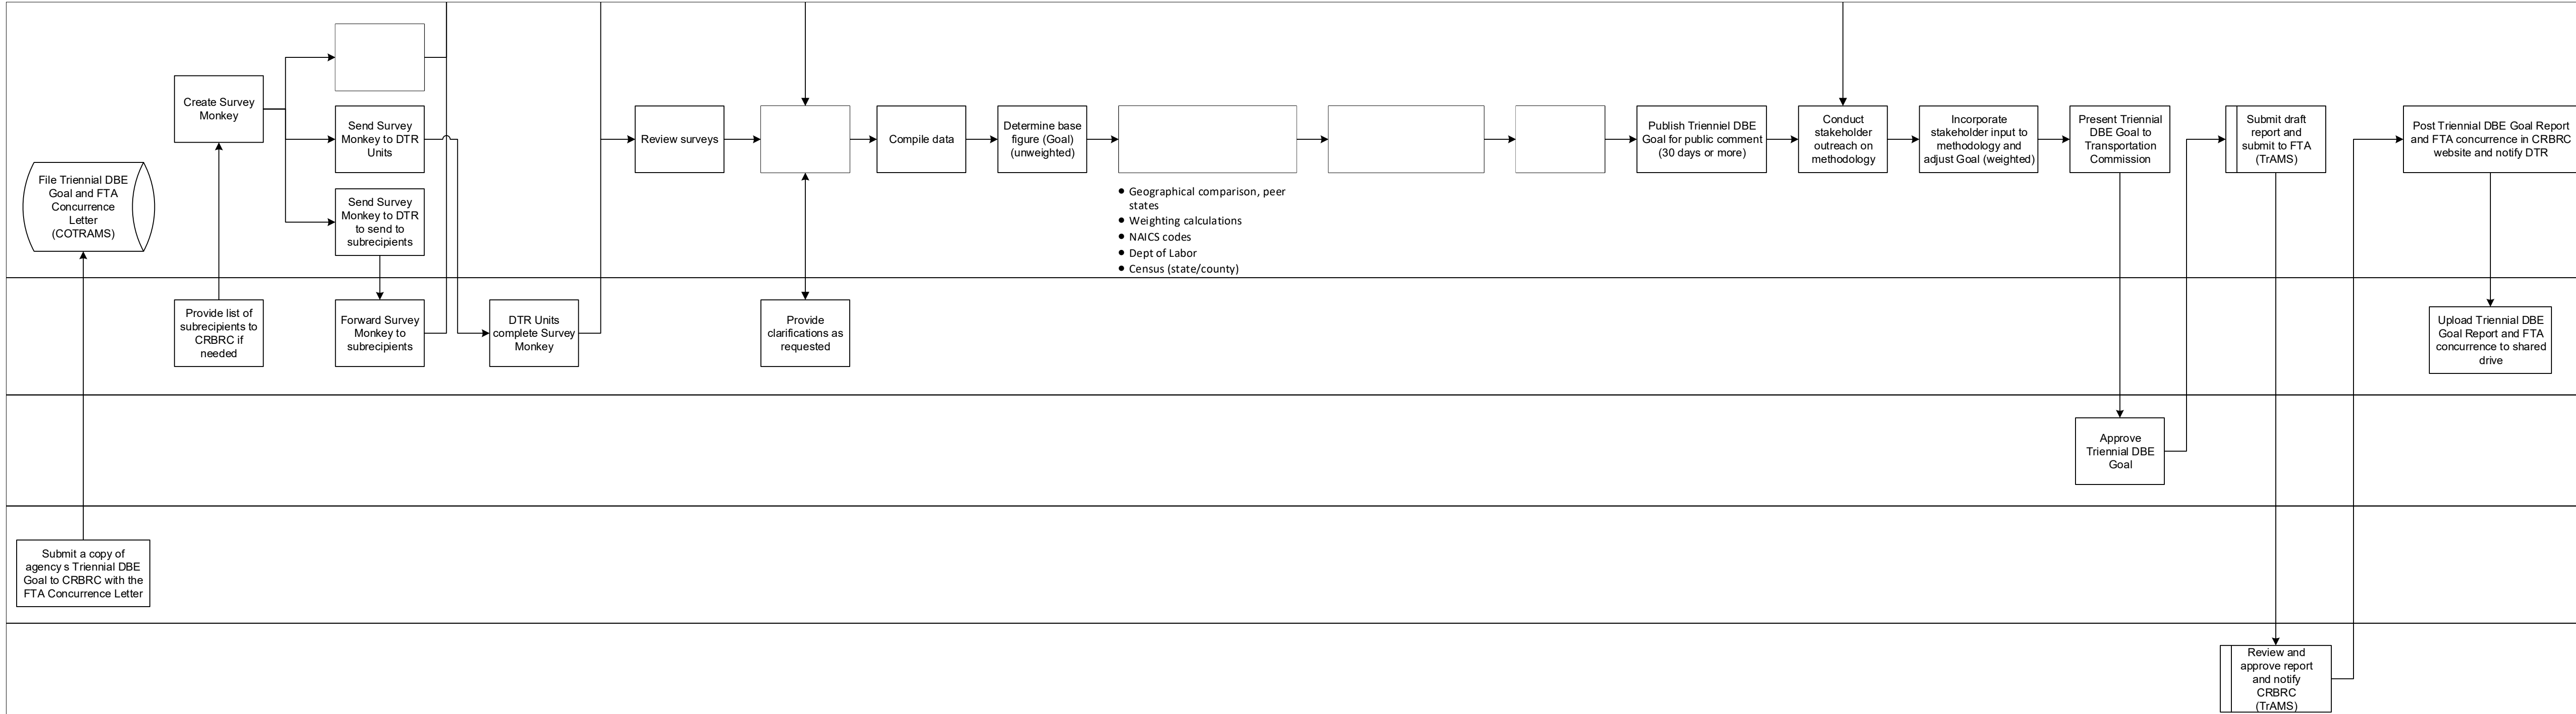 File Triennial DBE
Goal and FTA
Concurrence
Letter
(COTRAMS)
Submit a copy of
agency s Triennial DBE
Goal to CRBRC with the
FTA Concurrence Letter
Create Survey
Monkey
Provide list of
subrecipients to
CRBRC if
needed
Send Survey
Monkey to DTR
Units
Send Survey
Monkey to DTR
to send to
subrecipients
Forward Survey
Monkey to
subrecipients
DTR Units
complete Survey
Monkey
Review surveys
Provide
clarifications as
requested
Compile data
Determine base
figure (Goal)
(unweighted)
● Geographical comparison, peer
states
● Weighting calculations
● NAICS codes
● Dept of Labor
● Census (state/county)
Publish Trienniel DBE
Goal for public comment
(30 days or more)
Conduct
stakeholder
outreach on
methodology
Incorporate
stakeholder input to
methodology and
adjust Goal (weighted)
Present Triennial
DBE Goal to
Transportation
Commission
Approve
Triennial DBE
Goal
Submit draft
report and
submit to FTA
(TrAMS)
Review and
approve report
and notify
CRBRC
(TrAMS)
Post Triennial DBE Goal Report
and FTA concurrence in CRBRC
website and notify DTR
Upload Triennial DBE
Goal Report and FTA
concurrence to shared
drive